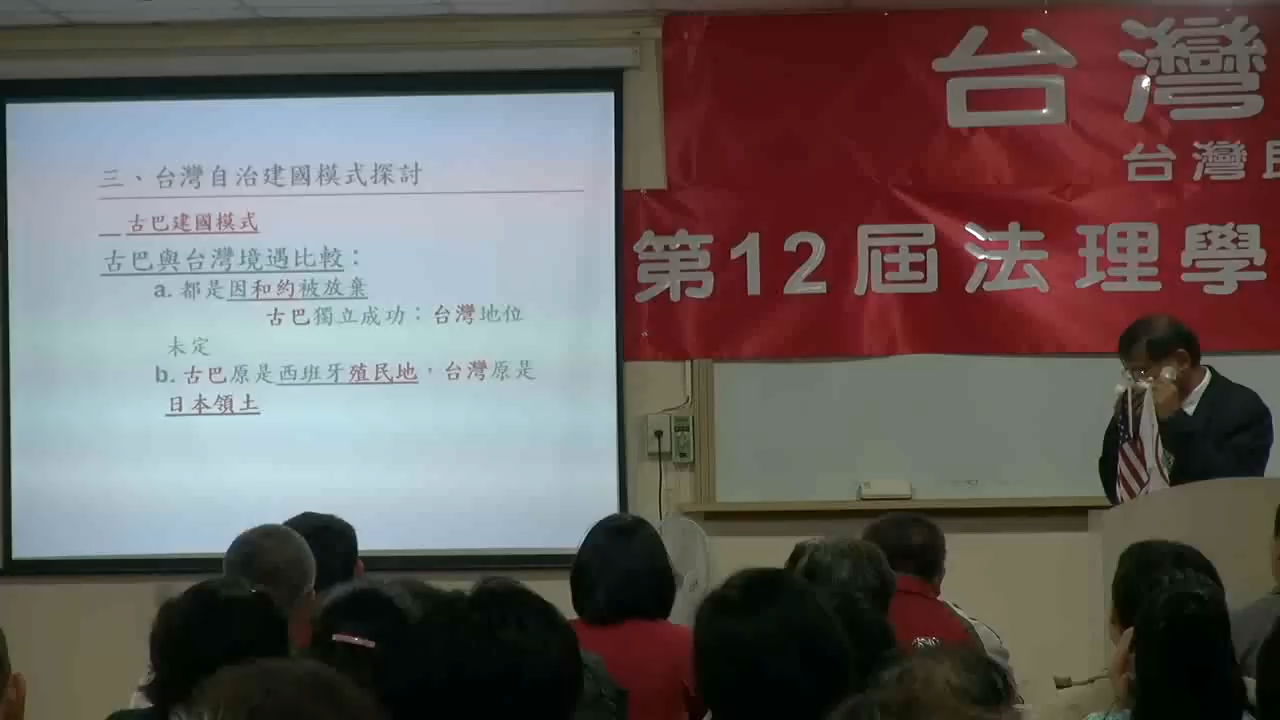 三、台灣自治建國模式探討
古巴建國模式
古巴與台灣境遇比較：
a. 都是因和約被放棄
古巴獨立成功：台灣地位
未定
b. 古巴原是西班牙殖民地，台灣原是
日本領土
台灣
台灣
第12屆法理學